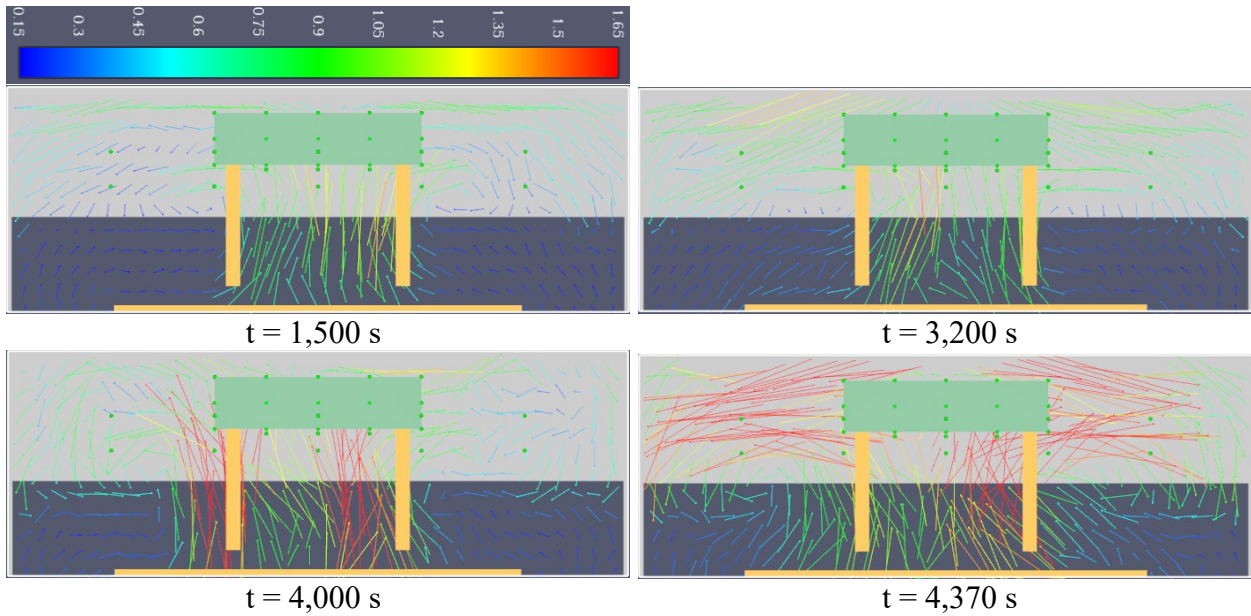 0.15 0.3 0.45 0.6 0.75 0.9 1.05 1.2 1.35 1.5 1.65
t = 1,500 s
t = 3,200 s
t = 4,000 s
t = 4,370 s